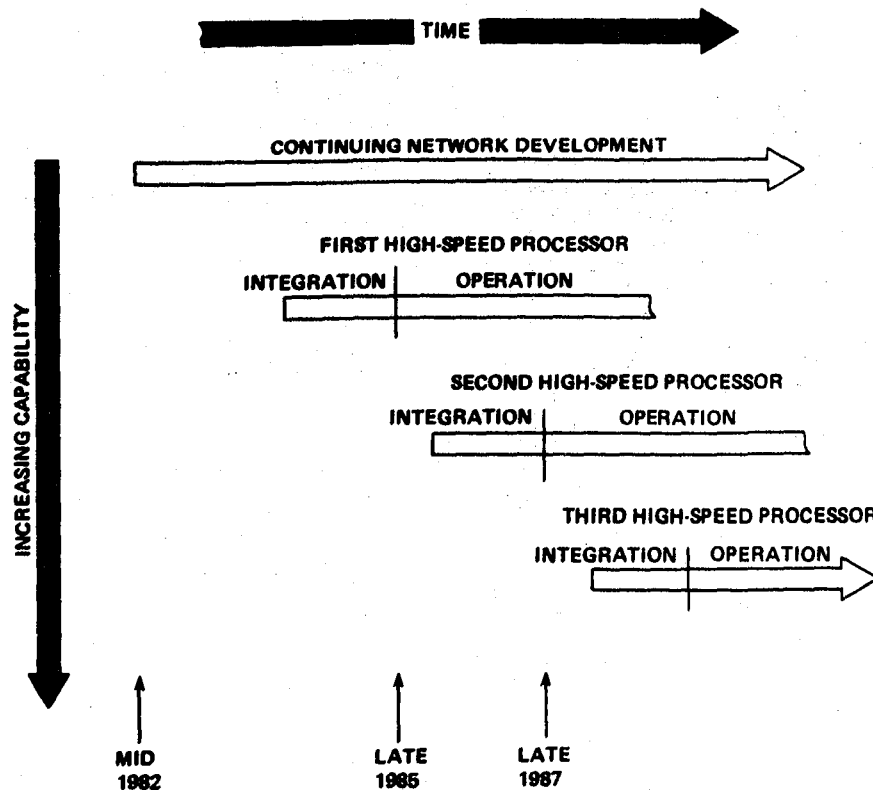 TIME
CONTINUING NETWORK DEVELOPMENT
INCREASING CAPABILITY
FIRST HIGH-SPEED PROCESSOR
INTEGRATION
OPERATION
SECOND HIGH-SPEED PROCESSOR
INTEGRATION
OPERATION
THIRD HIGH-SPEED PROCESSOR
INTEGRATION
OPERATION
MID
1982
LATE
1985
LATE
1987